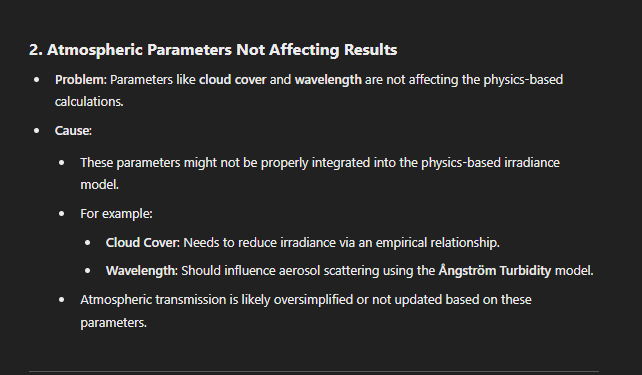 2. Atmospheric Parameters Not Affecting Results
• Problem: Parameters like cloud cover and wavelength are not affecting the physics-based
calculations.
• Cause:
• These parameters might not be properly integrated into the physics-based irradiance
model.
• For example:
• Cloud Cover: Needs to reduce irradiance via an empirical relationship.
• Wavelength: Should influence aerosol scattering using the Ångström Turbidity model.
• Atmospheric transmission is likely oversimplified or not updated based on these
parameters.